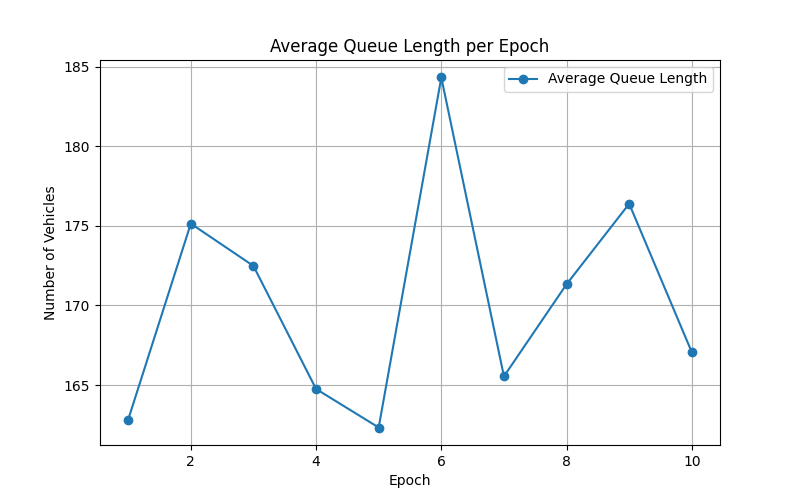 Average Queue Length per Epoch
Average Queue Length
185
180
175
170
165
Number of Vehicles
2 4 6 8 10
Epoch